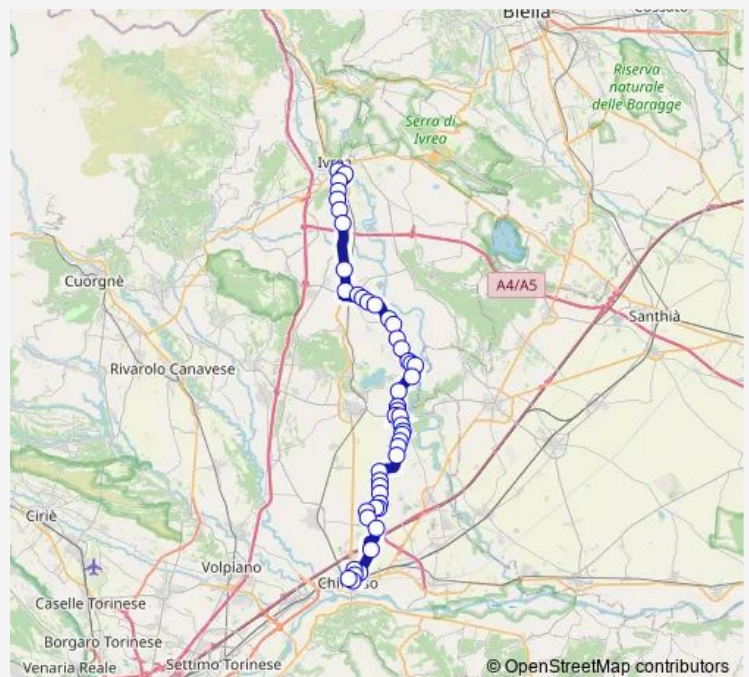 Biella
Riserva
naturale
delle Baragge
Serra di
Ivrea
Ivrea
A4/A5
Cuorgnè
Santhià
Rivarolo Canavese
Ciriè
Volpiano
Caselle Torinese
Borgaro Torinese
Venaria Reale
Settimo Torinese
© OpenStreetMap contributors